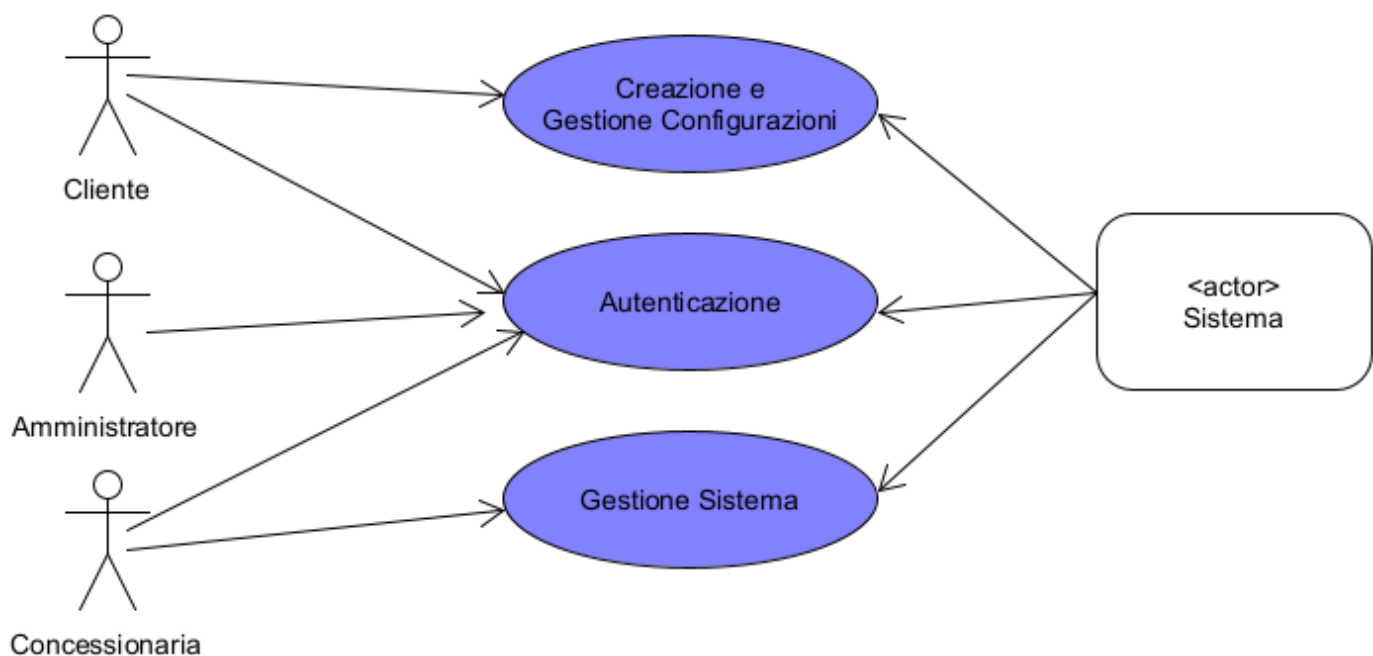 Creazione e
Gestione Configurazioni
Cliente
Autenticazione
<actor>
Sistema
Amministratore
Gestione Sistema
Concessionaria